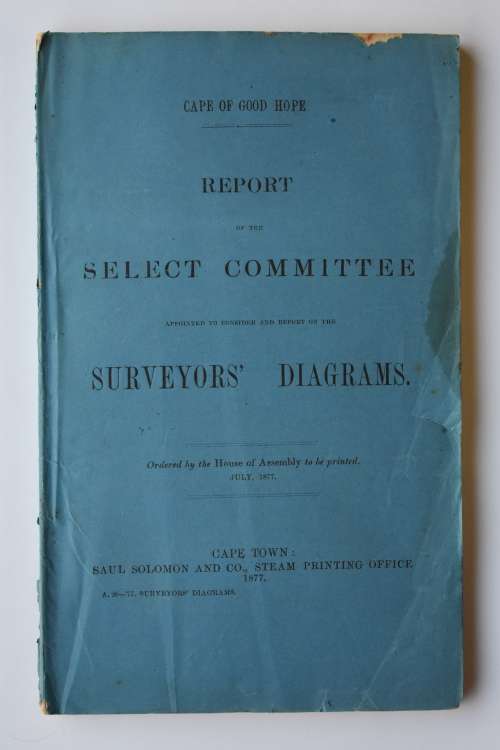 CAPE OF GOOD HOPE
REPORT
OF THE
SELECT COMMITTEE
APPOINTED TO CONSIDER AND REPORT ON THE
SURVEYORS' DIAGRAMS.
Ordered by the House of Assembly to be printed.
JULY, 1877.
CAPE TOWN:
SAUL SOLOMON AND CO., STEAM PRINTING OFFICE
1877.
A. 26—'77. SURVEYORS' DIAGRAMS.